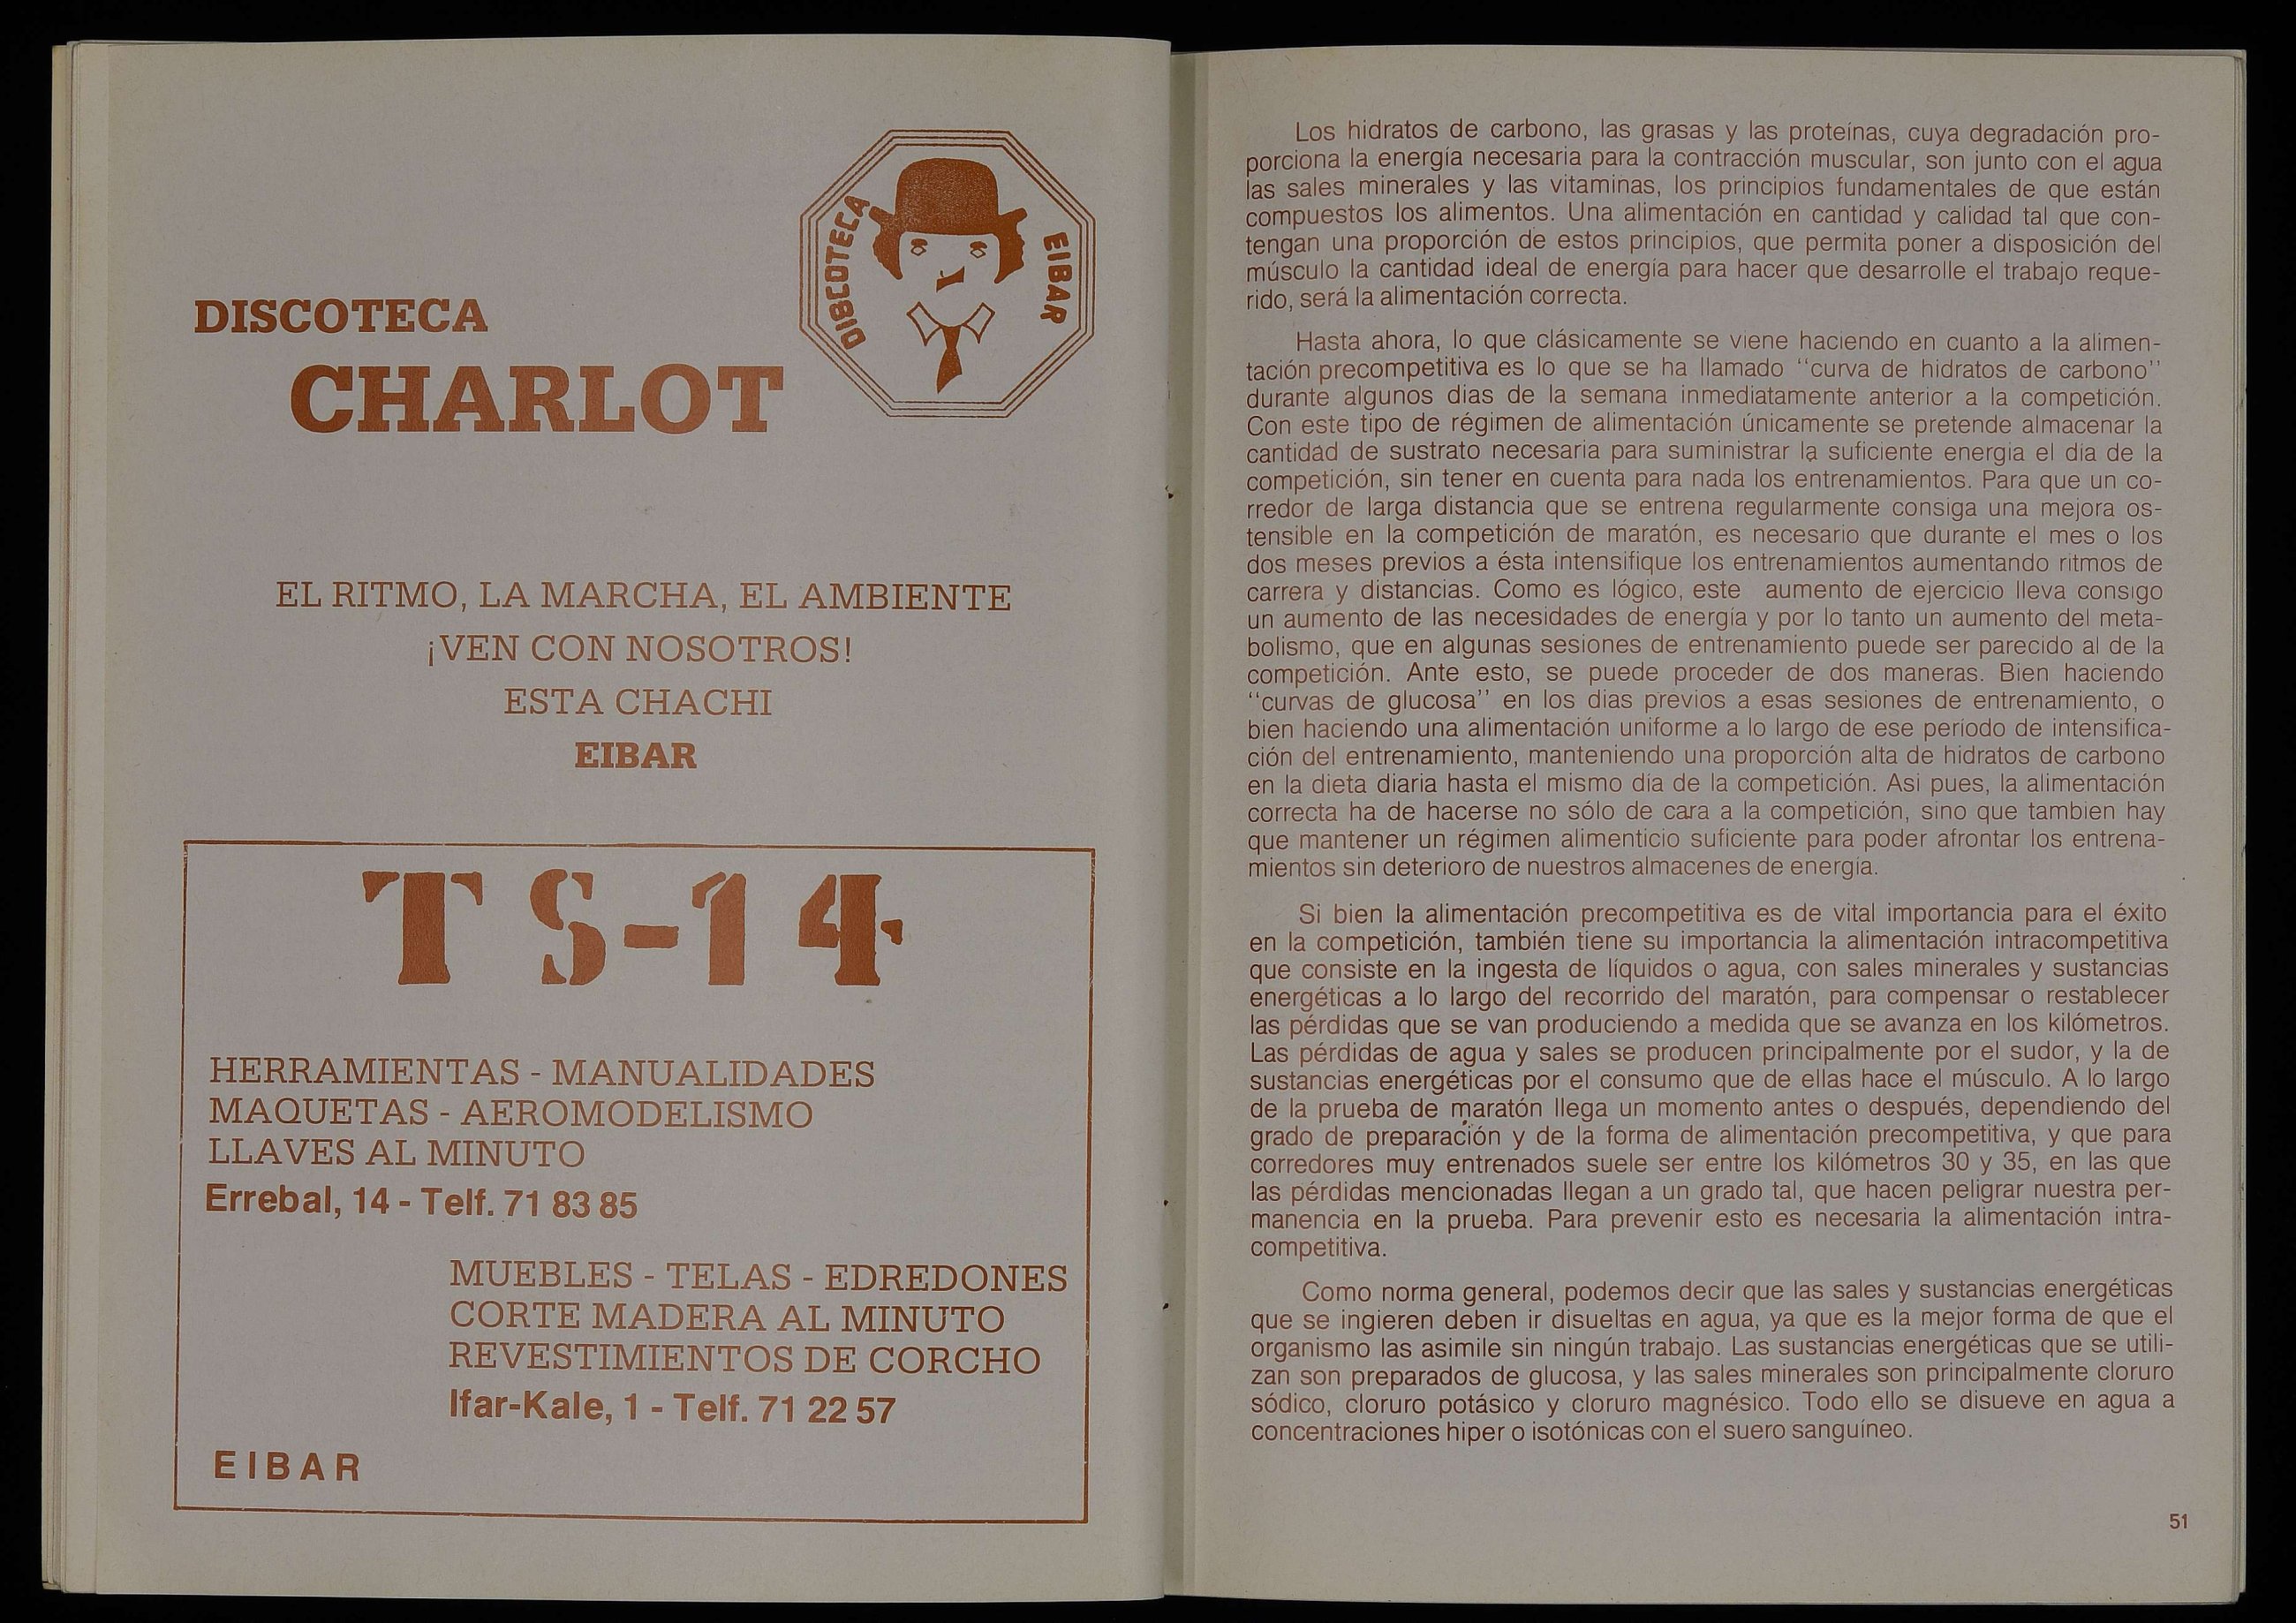 DISCOTECA
EIBAR
DISCOTECA
CHARLOT
EL RITMO, LA MARCHA, EL AMBIENTE
¡VEN CON NOSOTROS!
ESTA CHACHI
EIBAR
TS-14
HERRAMIENTAS - MANUALIDADES
MAQUETAS - AEROMODELISMO
LLAVES AL MINUTO
Errebal, 14 - Telf. 71 83 85
MUEBLES - TELAS - EDREDONES
CORTE MADERA AL MINUTO
REVESTIMIENTOS DE CORCHO
Ifar-Kale, 1 - Telf. 71 22 57
EIBAR
Los hidratos de carbono, las grasas y las proteínas, cuya degradación pro-
porciona la energía necesaria para la contracción muscular, son junto con el agua
las sales minerales y las vitaminas, los principios fundamentales de que están
compuestos los alimentos. Una alimentación en cantidad y calidad tal que con-
tengan una proporción de estos principios, que permita poner a disposición del
músculo la cantidad ideal de energía para hacer que desarrolle el trabajo reque-
rido, será la alimentación correcta.
Hasta ahora, lo que clásicamente se viene haciendo en cuanto a la alimen-
tación precompetitiva es lo que se ha llamado "curva de hidratos de carbono"
durante algunos dias de la semana inmediatamente anterior a la competición.
Con este tipo de régimen de alimentación únicamente se pretende almacenar la
cantidad de sustrato necesaria para suministrar la suficiente energia el dia de la
competición, sin tener en cuenta para nada los entrenamientos. Para que un co-
rredor de larga distancia que se entrena regularmente consiga una mejora os-
tensible en la competición de maratón, es necesario que durante el mes o los
dos meses previos a ésta intensifique los entrenamientos aumentando ritmos de
carrera y distancias. Como es lógico, este aumento de ejercicio lleva consigo
un aumento de las necesidades de energía y por lo tanto un aumento del meta-
bolismo, que en algunas sesiones de entrenamiento puede ser parecido al de la
competición. Ante esto, se puede proceder de dos maneras. Bien haciendo
"curvas de glucosa" en los dias previos a esas sesiones de entrenamiento, o
bien haciendo una alimentación uniforme a lo largo de ese período de intensifica-
ción del entrenamiento, manteniendo una proporción alta de hidratos de carbono
en la dieta diaria hasta el mismo día de la competición. Asi pues, la alimentación
correcta ha de hacerse no sólo de cara a la competición, sino que tambien hay
que mantener un régimen alimenticio suficiente para poder afrontar los entrena-
mientos sin deterioro de nuestros almacenes de energía.
Si bien la alimentación precompetitiva es de vital importancia para el éxito
en la competición, también tiene su importancia la alimentación intracompetitiva
que consiste en la ingesta de líquidos o agua, con sales minerales y sustancias
energéticas a lo largo del recorrido del maratón, para compensar o restablecer
las pérdidas que se van produciendo a medida que se avanza en los kilómetros.
Las pérdidas de agua y sales se producen principalmente por el sudor, y la de
sustancias energéticas por el consumo que de ellas hace el músculo. A lo largo
de la prueba de maratón llega un momento antes o después, dependiendo del
grado de preparación y de la forma de alimentación precompetitiva, y que para
corredores muy entrenados suele ser entre los kilómetros 30 y 35, en las que
las pérdidas mencionadas llegan a un grado tal, que hacen peligrar nuestra per-
manencia en la prueba. Para prevenir esto es necesaria la alimentación intra-
competitiva.
Como norma general, podemos decir que las sales y sustancias energéticas
que se ingieren deben ir disueltas en agua, ya que es la mejor forma de que el
organismo las asimile sin ningún trabajo. Las sustancias energéticas que se utili-
zan son preparados de glucosa, y las sales minerales son principalmente cloruro
sódico, cloruro potásico y cloruro magnésico. Todo ello se disueve en agua a
concentraciones hiper o isotónicas con el suero sanguíneo.
51